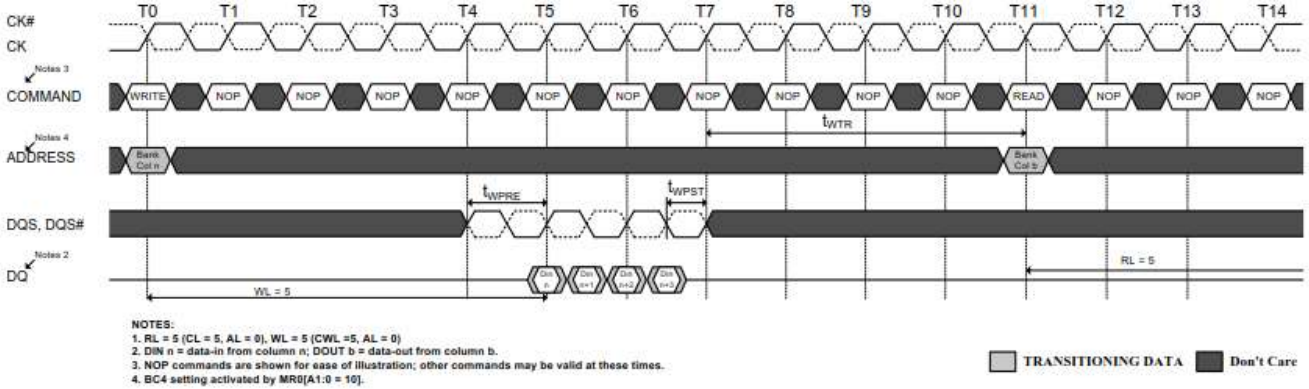 CK# T0 T1 T2 T3 T4 T5 T6 T7 T8 T9 T10 T11 T12 T13 T14
CK
Notes 3
COMMAND WRITE NOP NOP NOP NOP NOP NOP NOP NOP NOP NOP READ NOP NOP NOP
tWTR
Notes 4
ADDRESS Bank Col n Bank Col b
tWPRE tWPST
DQS, DQS#
Notes 2
DQ Din n Din n+1 Din n+2 Din n+3 RL = 5
WL = 5
NOTES:
1. RL = 5 (CL = 5, AL = 0), WL = 5 (CWL =5, AL = 0)
2. DIN n = data-in from column n; DOUT b = data-out from column b.
3. NOP commands are shown for ease of illustration; other commands may be valid at these times.
4. BC4 setting activated by MR0[A1:0 = 10].
TRANSITIONING DATA Don't Care